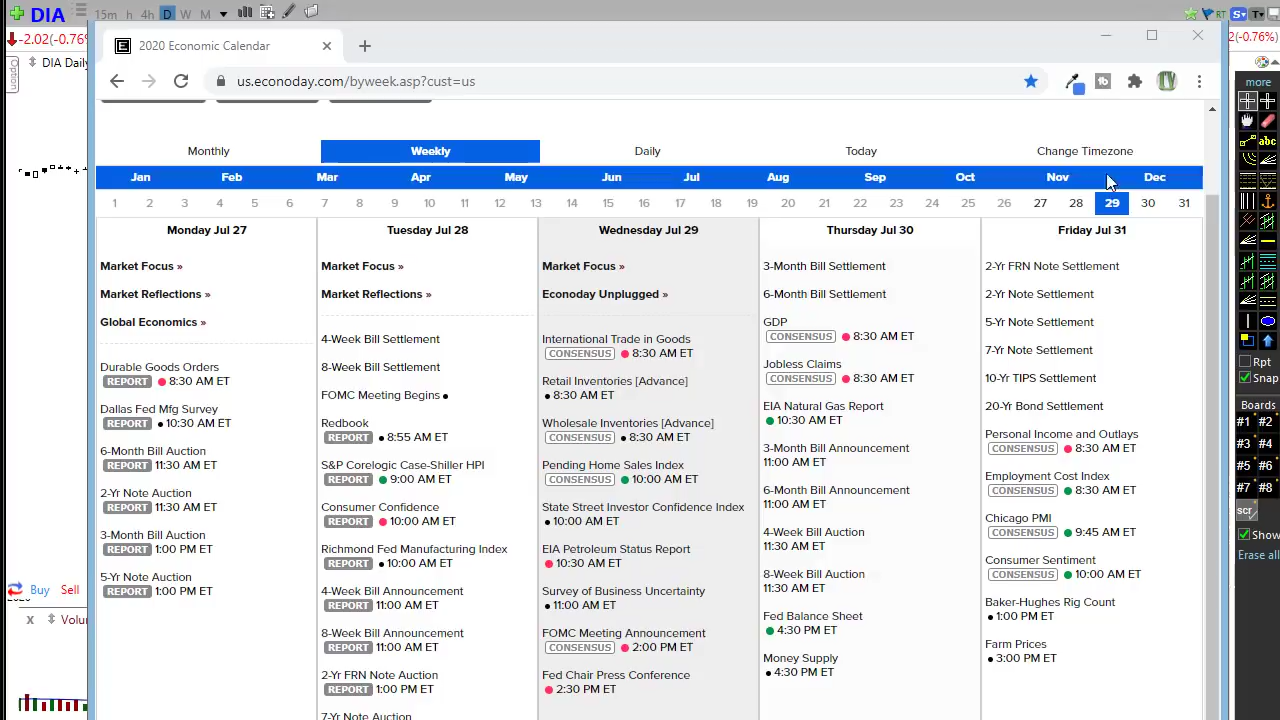 DIA
15m h 4h D W M
RT S T
-2.02(-0.76%
2(-0.76%)
DIA Daily
Option
2020 Economic Calendar
us.econoday.com/byweek.asp?cust=us
more
abc
Monthly Weekly Daily Today Change Timezone
Jan Feb Mar Apr May Jun Jul Aug Sep Oct Nov Dec
1 2 3 4 5 6 7 8 9 10 11 12 13 14 15 16 17 18 19 20 21 22 23 24 25 26 27 28 29 30 31
Monday Jul 27
Market Focus »
Market Reflections »
Global Economics »
Durable Goods Orders
REPORT 8:30 AM ET
Dallas Fed Mfg Survey
REPORT 10:30 AM ET
6-Month Bill Auction
REPORT 11:30 AM ET
2-Yr Note Auction
REPORT 11:30 AM ET
3-Month Bill Auction
REPORT 1:00 PM ET
5-Yr Note Auction
REPORT 1:00 PM ET
Tuesday Jul 28
Market Focus »
Market Reflections »
4-Week Bill Settlement
8-Week Bill Settlement
FOMC Meeting Begins
Redbook
REPORT 8:55 AM ET
S&P Corelogic Case-Shiller HPI
REPORT 9:00 AM ET
Consumer Confidence
REPORT 10:00 AM ET
Richmond Fed Manufacturing Index
REPORT 10:00 AM ET
4-Week Bill Announcement
REPORT 11:00 AM ET
8-Week Bill Announcement
REPORT 11:00 AM ET
2-Yr FRN Note Auction
REPORT 1:00 PM ET
7-Yr Note Auction
Wednesday Jul 29
Market Focus »
Econoday Unplugged »
International Trade in Goods
CONSENSUS 8:30 AM ET
Retail Inventories [Advance]
8:30 AM ET
Wholesale Inventories [Advance]
CONSENSUS 8:30 AM ET
Pending Home Sales Index
CONSENSUS 10:00 AM ET
State Street Investor Confidence Index
10:00 AM ET
EIA Petroleum Status Report
10:30 AM ET
Survey of Business Uncertainty
11:00 AM ET
FOMC Meeting Announcement
CONSENSUS 2:00 PM ET
Fed Chair Press Conference
2:30 PM ET
Thursday Jul 30
3-Month Bill Settlement
6-Month Bill Settlement
GDP
CONSENSUS 8:30 AM ET
Jobless Claims
CONSENSUS 8:30 AM ET
EIA Natural Gas Report
10:30 AM ET
3-Month Bill Announcement
11:00 AM ET
6-Month Bill Announcement
11:00 AM ET
4-Week Bill Auction
11:30 AM ET
8-Week Bill Auction
11:30 AM ET
Fed Balance Sheet
4:30 PM ET
Money Supply
4:30 PM ET
Friday Jul 31
2-Yr FRN Note Settlement
2-Yr Note Settlement
5-Yr Note Settlement
7-Yr Note Settlement
10-Yr TIPS Settlement
20-Yr Bond Settlement
Personal Income and Outlays
CONSENSUS 8:30 AM ET
Employment Cost Index
CONSENSUS 8:30 AM ET
Chicago PMI
CONSENSUS 9:45 AM ET
Consumer Sentiment
CONSENSUS 10:00 AM ET
Baker-Hughes Rig Count
1:00 PM ET
Farm Prices
3:00 PM ET
Rpt
Snap
Boards
#1 #2
#3 #4
#5 #6
#7 #8
scr
Show
Erase all
Buy Sell
x Volu